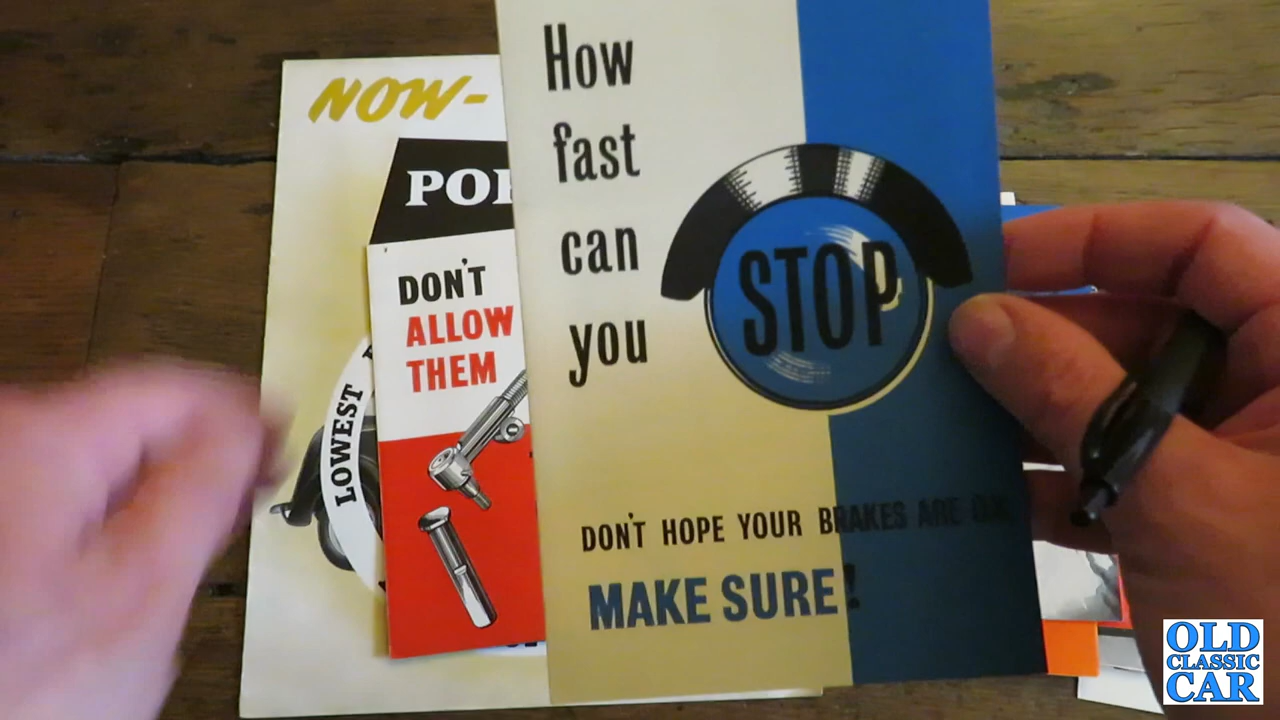 NOW-
DON'T
ALLOW
THEM
LOWEST
How
fast
can
you
STOP
DON'T HOPE YOUR BRAKES ARE
MAKE SURE!
OLD
CLASSIC
CAR